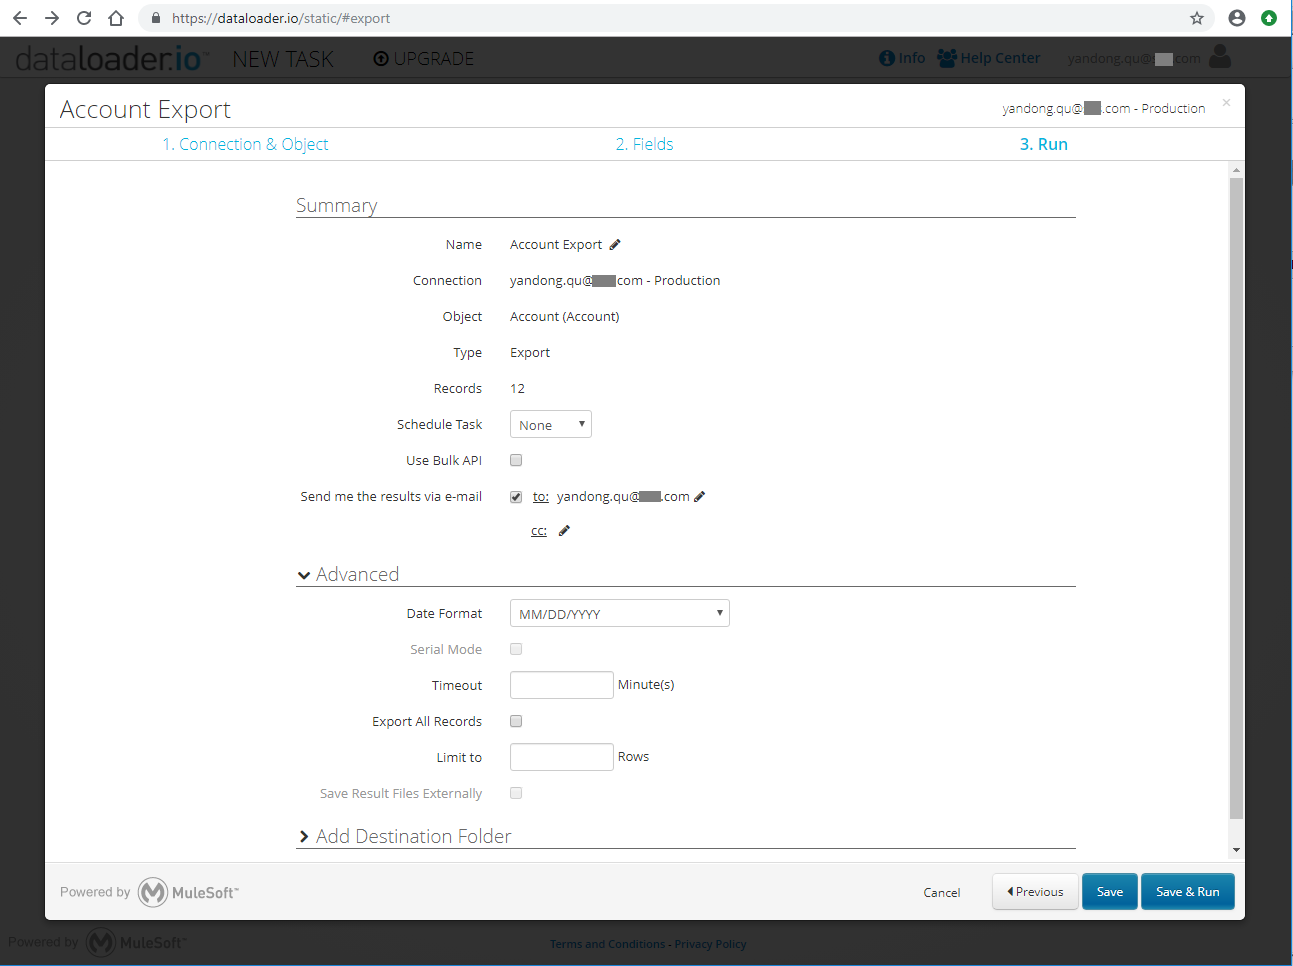 https://dataloader.io/static/#export
dataloader.io™ NEW TASK UPGRADE Info Help Center yandong.qu@ com
Account Export yandong.qu@ .com - Production ×
1. Connection & Object 2. Fields 3. Run
Summary
Name Account Export
Connection yandong.qu@ com - Production
Object Account (Account)
Type Export
Records 12
Schedule Task None
Use Bulk API
Send me the results via e-mail to: yandong.qu@ .com
cc:
Advanced
Date Format MM/DD/YYYY
Serial Mode
Timeout Minute(s)
Export All Records
Limit to Rows
Save Result Files Externally
Add Destination Folder
Powered by MuleSoft™ Cancel Previous Save Save & Run
Powered by MuleSoft™ Terms and Conditions - Privacy Policy